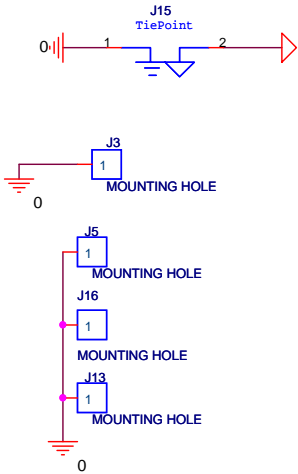 J15
TiePoint
0 1 2
J3
1
MOUNTING HOLE
0
J5
1
MOUNTING HOLE
J16
1
MOUNTING HOLE
J13
1
MOUNTING HOLE
0